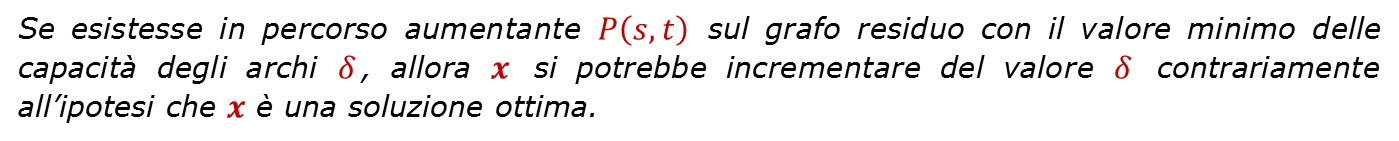 Se esistesse in percorso aumentante P(s,t) sul grafo residuo con il valore minimo delle
capacità degli archi δ, allora x si potrebbe incrementare del valore δ contrariamente
all’ipotesi che x è una soluzione ottima.